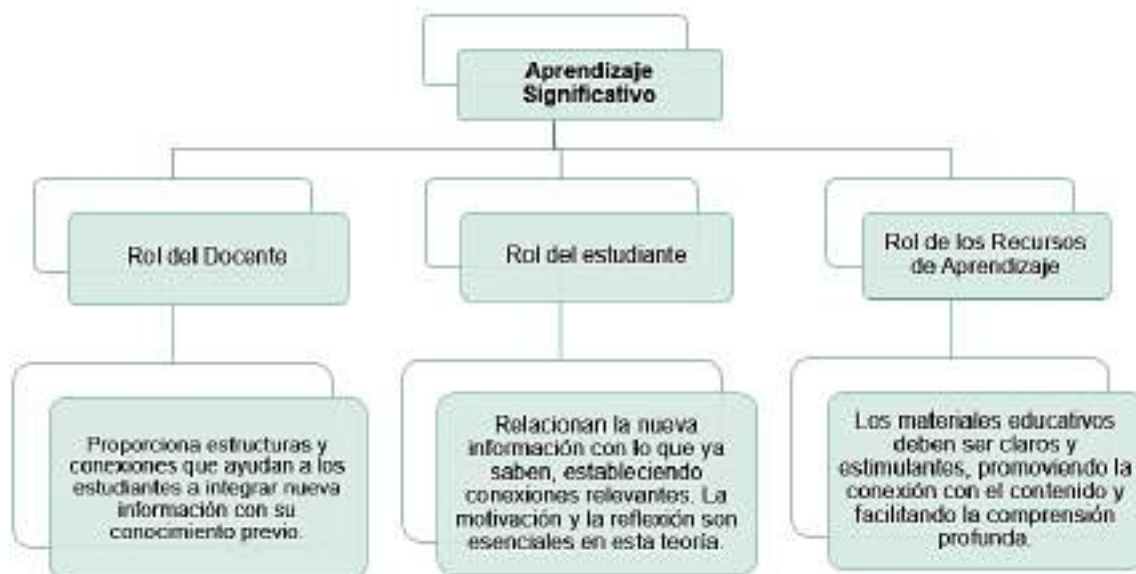 Aprendizaje
Significativo
Rol del Docente
Rol del estudiante
Rol de los Recursos
de Aprendizaje
Proporciona estructuras y
conexiones que ayudan a los
estudiantes a integrar nueva
información con su
conocimiento previo.
Relacionan la nueva
información con lo que ya
saben, estableciendo
conexiones relevantes. La
motivación y la reflexión son
esenciales en esta teoría.
Los materiales educativos
deben ser claros y
estimulantes, promoviendo la
conexión con el contenido y
facilitando la comprensión
profunda.